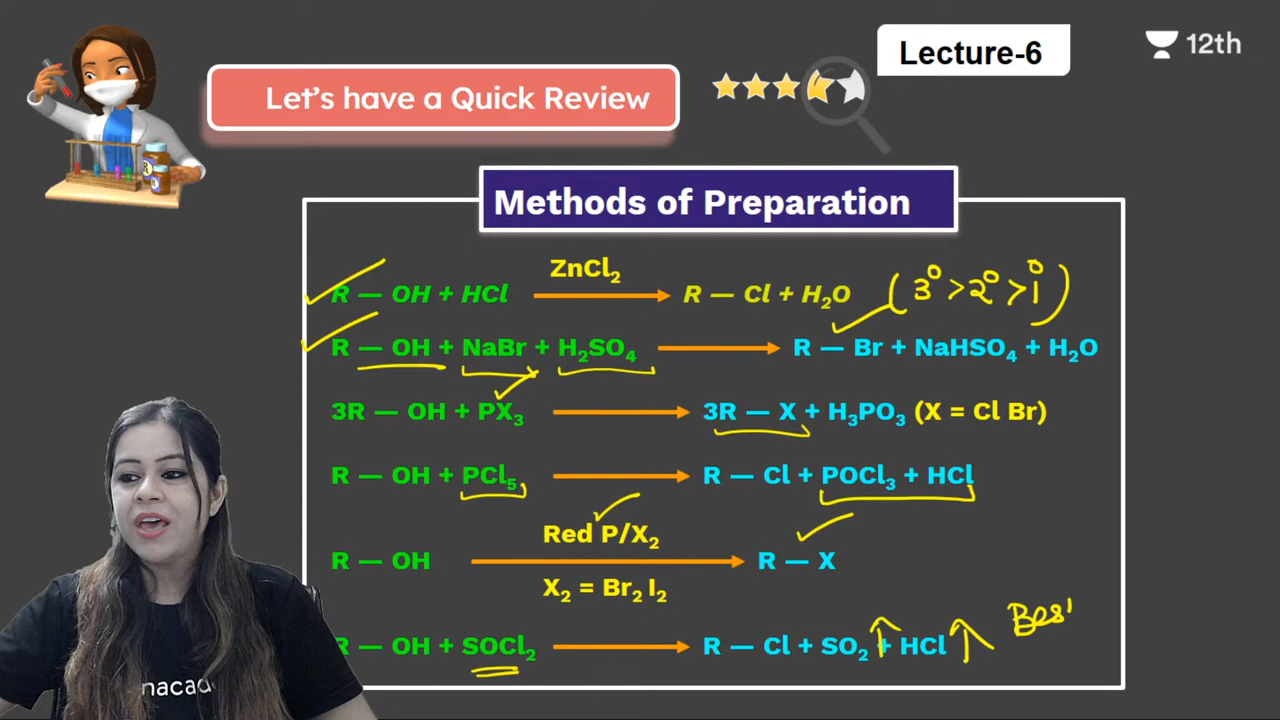 Lecture-6
12th
Let's have a Quick Review
Methods of Preparation
ZnCl₂
R — OH + HCl → R — Cl + H₂O (3° > 2° > 1°)
R — OH + NaBr + H₂SO₄ → R — Br + NaHSO₄ + H₂O
3R — OH + PX₃ → 3R — X + H₃PO₃ (X = Cl Br)
R — OH + PCl₅ → R — Cl + POCl₃ + HCl
Red P/X₂
R — OH → R — X
X₂ = Br₂ I₂
R — OH + SOCl₂ → R — Cl + SO₂ ↑ + HCl ↑ Best
nacad